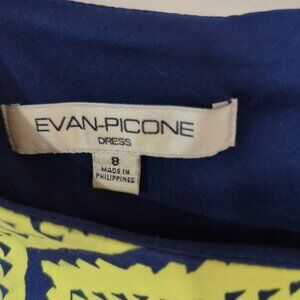 EVAN-PICONE
DRESS
8
MADE IN
PHILIPPINES